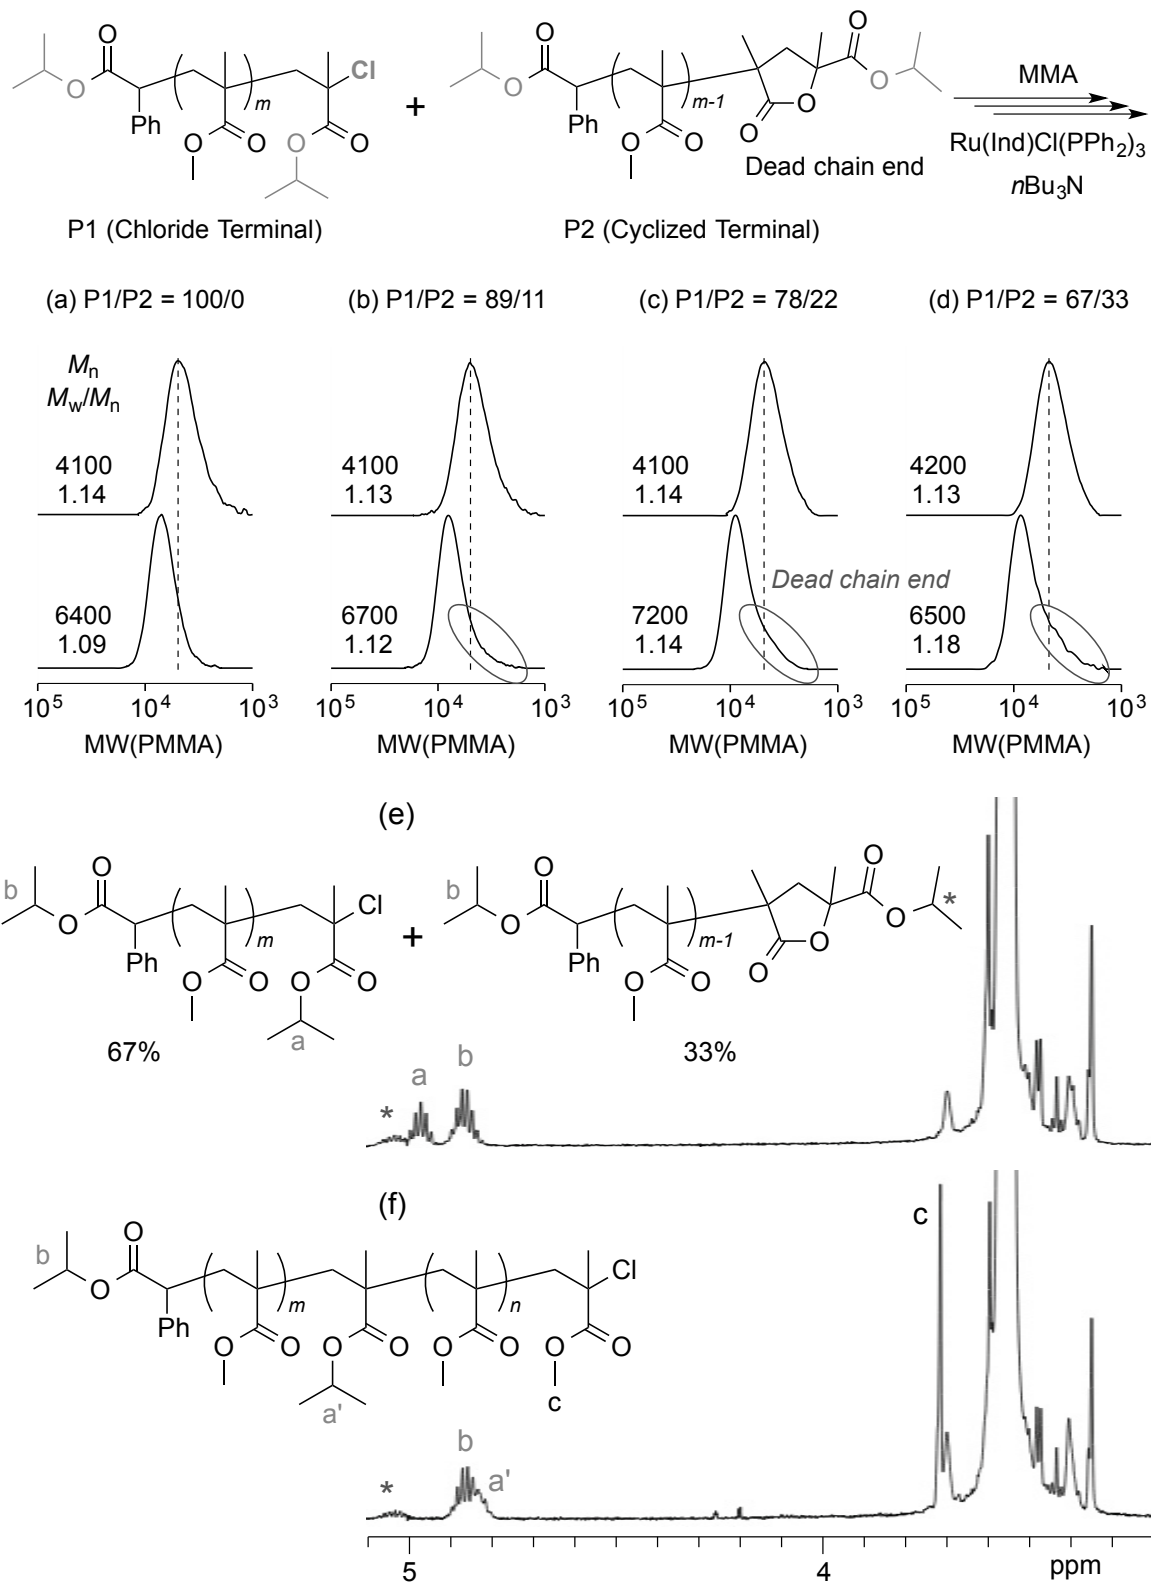 O O Cl m Ph O O O O
P1 (Chloride Terminal)
+
O O m-1 Ph O O O O O O
Dead chain end
P2 (Cyclized Terminal)
MMA
Ru(Ind)Cl(PPh2)3
nBu3N
(a) P1/P2 = 100/0
(b) P1/P2 = 89/11
(c) P1/P2 = 78/22
(d) P1/P2 = 67/33
Mn
Mw/Mn
4100
1.14
4100
1.13
4100
1.14
4200
1.13
Dead chain end
6400
1.09
6700
1.12
7200
1.14
6500
1.18
10^5 10^4 10^3
10^5 10^4 10^3
10^5 10^4 10^3
10^5 10^4 10^3
MW(PMMA)
MW(PMMA)
MW(PMMA)
MW(PMMA)
(e)
b O O Cl m Ph O O O O a
67%
+
b O O m-1 Ph O O O O O O *
33%
* a b
(f)
b O O Cl m n Ph O O O O O O O O a' c
* b a' c
5 4 ppm